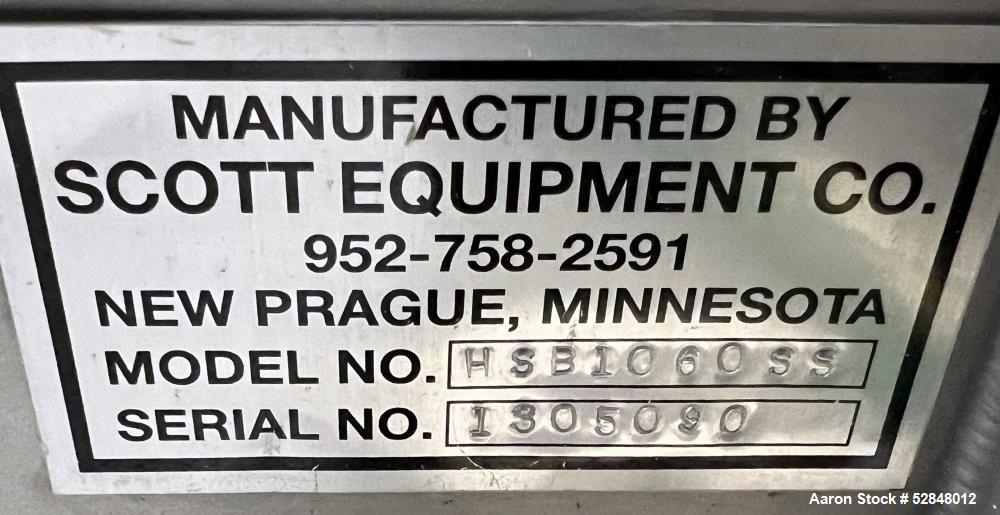 MANUFACTURED BY
SCOTT EQUIPMENT CO.
952-758-2591
NEW PRAGUE, MINNESOTA
MODEL NO. HSB1060SS
SERIAL NO.
Aaron Stock # 52848012